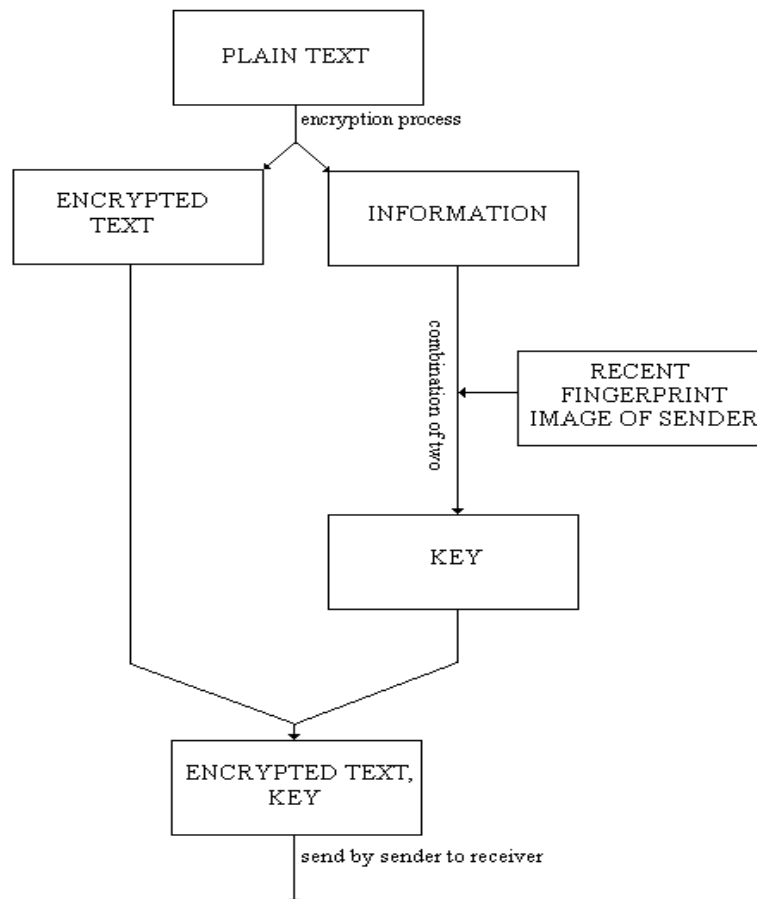 PLAIN TEXT
encryption process
ENCRYPTED
TEXT
INFORMATION
combination of two
RECENT
FINGERPRINT
IMAGE OF SENDER
KEY
ENCRYPTED TEXT,
KEY
send by sender to receiver